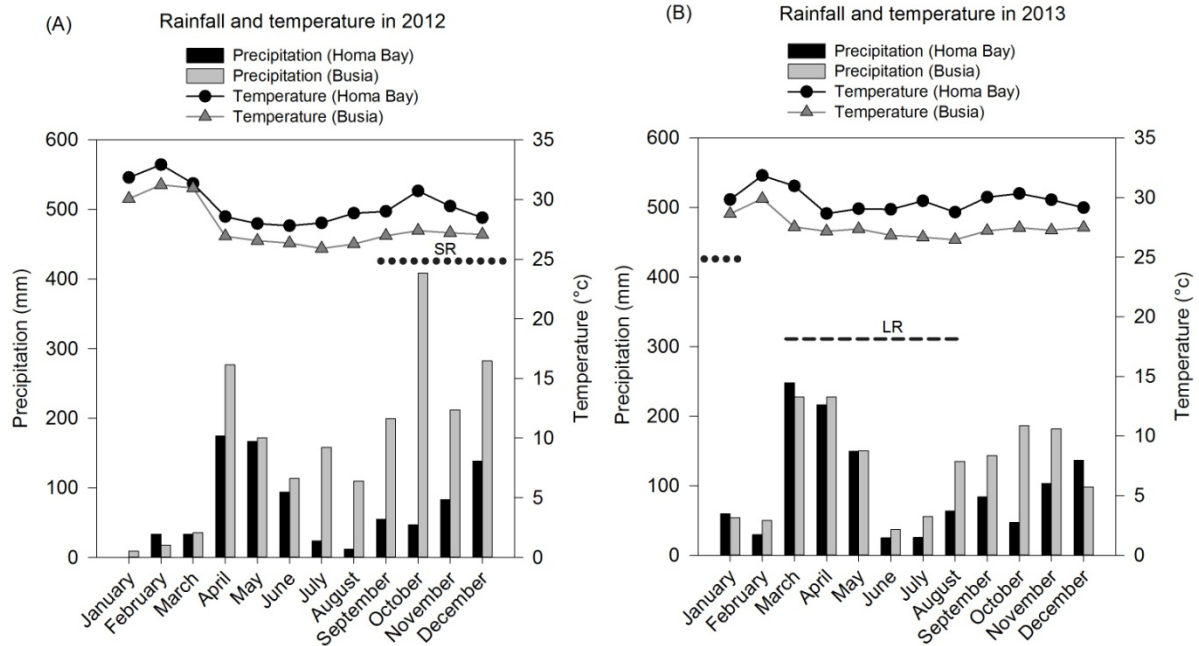 (A)
Rainfall and temperature in 2012
Precipitation (Homa Bay)
Precipitation (Busia)
Temperature (Homa Bay)
Temperature (Busia)
600
500
400
300
200
100
0
Precipitation (mm)
35
30
25
20
15
10
5
0
Temperature (°c)
SR
January
February
March
April
May
June
July
August
September
October
November
December
(B)
Rainfall and temperature in 2013
Precipitation (Homa Bay)
Precipitation (Busia)
Temperature (Homa Bay)
Temperature (Busia)
600
500
400
300
200
100
0
Precipitation (mm)
35
30
25
20
15
10
5
0
Temperature (°c)
LR
January
February
March
April
May
June
July
August
September
October
November
December